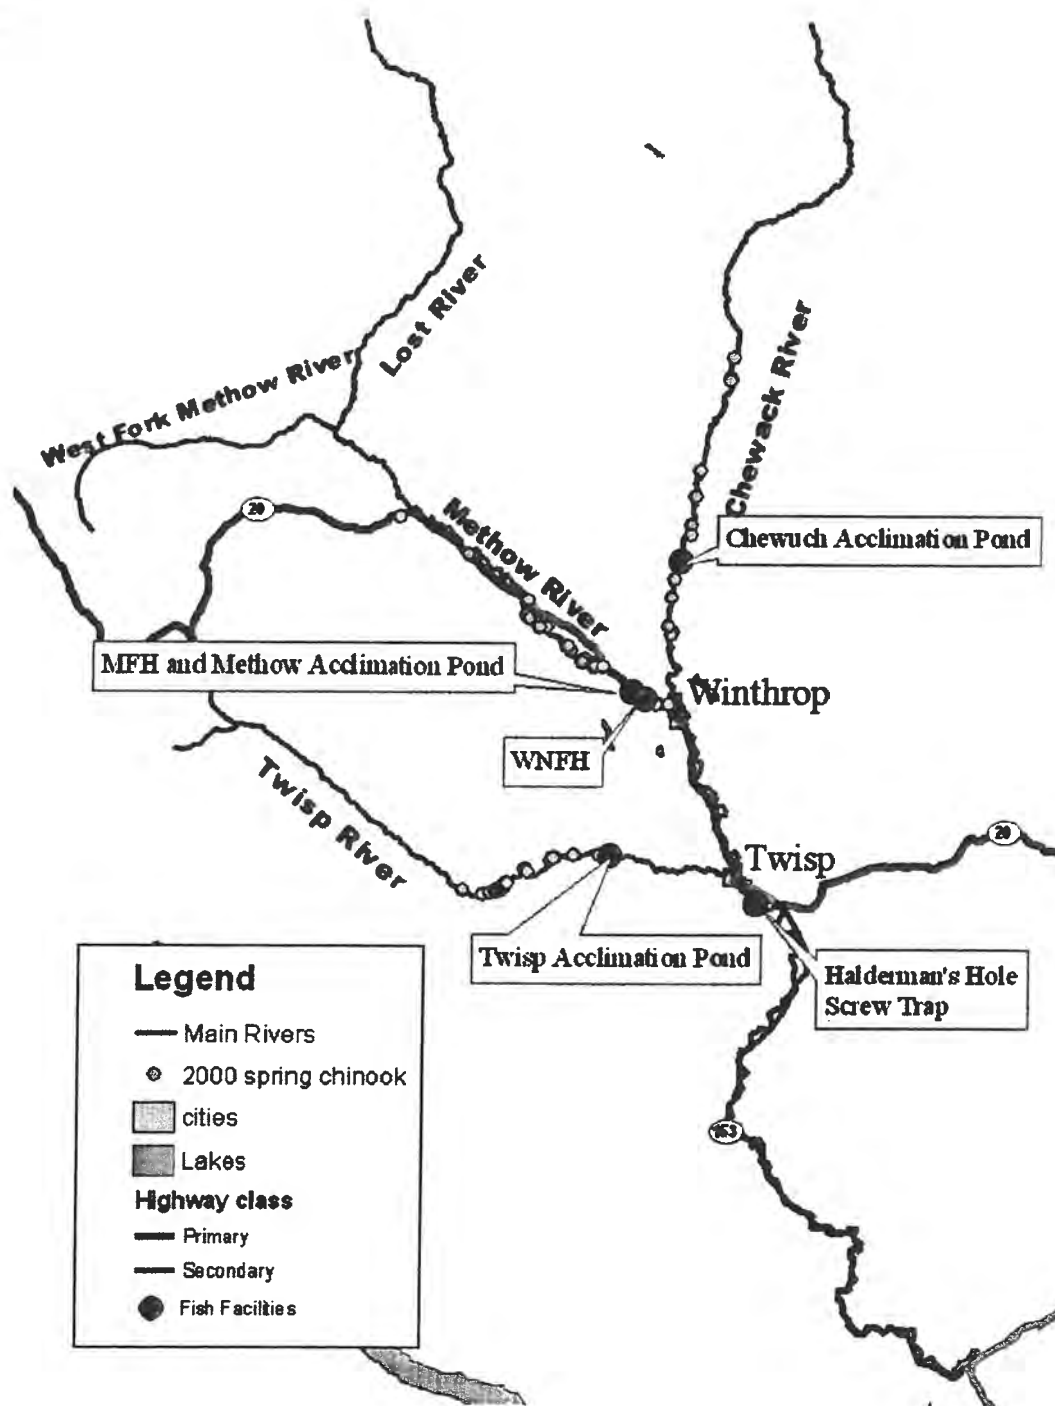 Lost River
West Fork Methow River
Chewack River
20
Methow River
Chewuch Acclimation Pond
MFH and Methow Acclimation Pond
Winthrop
WNFH
Twisp River
20
Twisp
Twisp Acclimation Pond
Halderman's Hole
Screw Trap
153
Legend
Main Rivers
2000 spring chinook
cities
Lakes
Highway class
Primary
Secondary
Fish Facilities